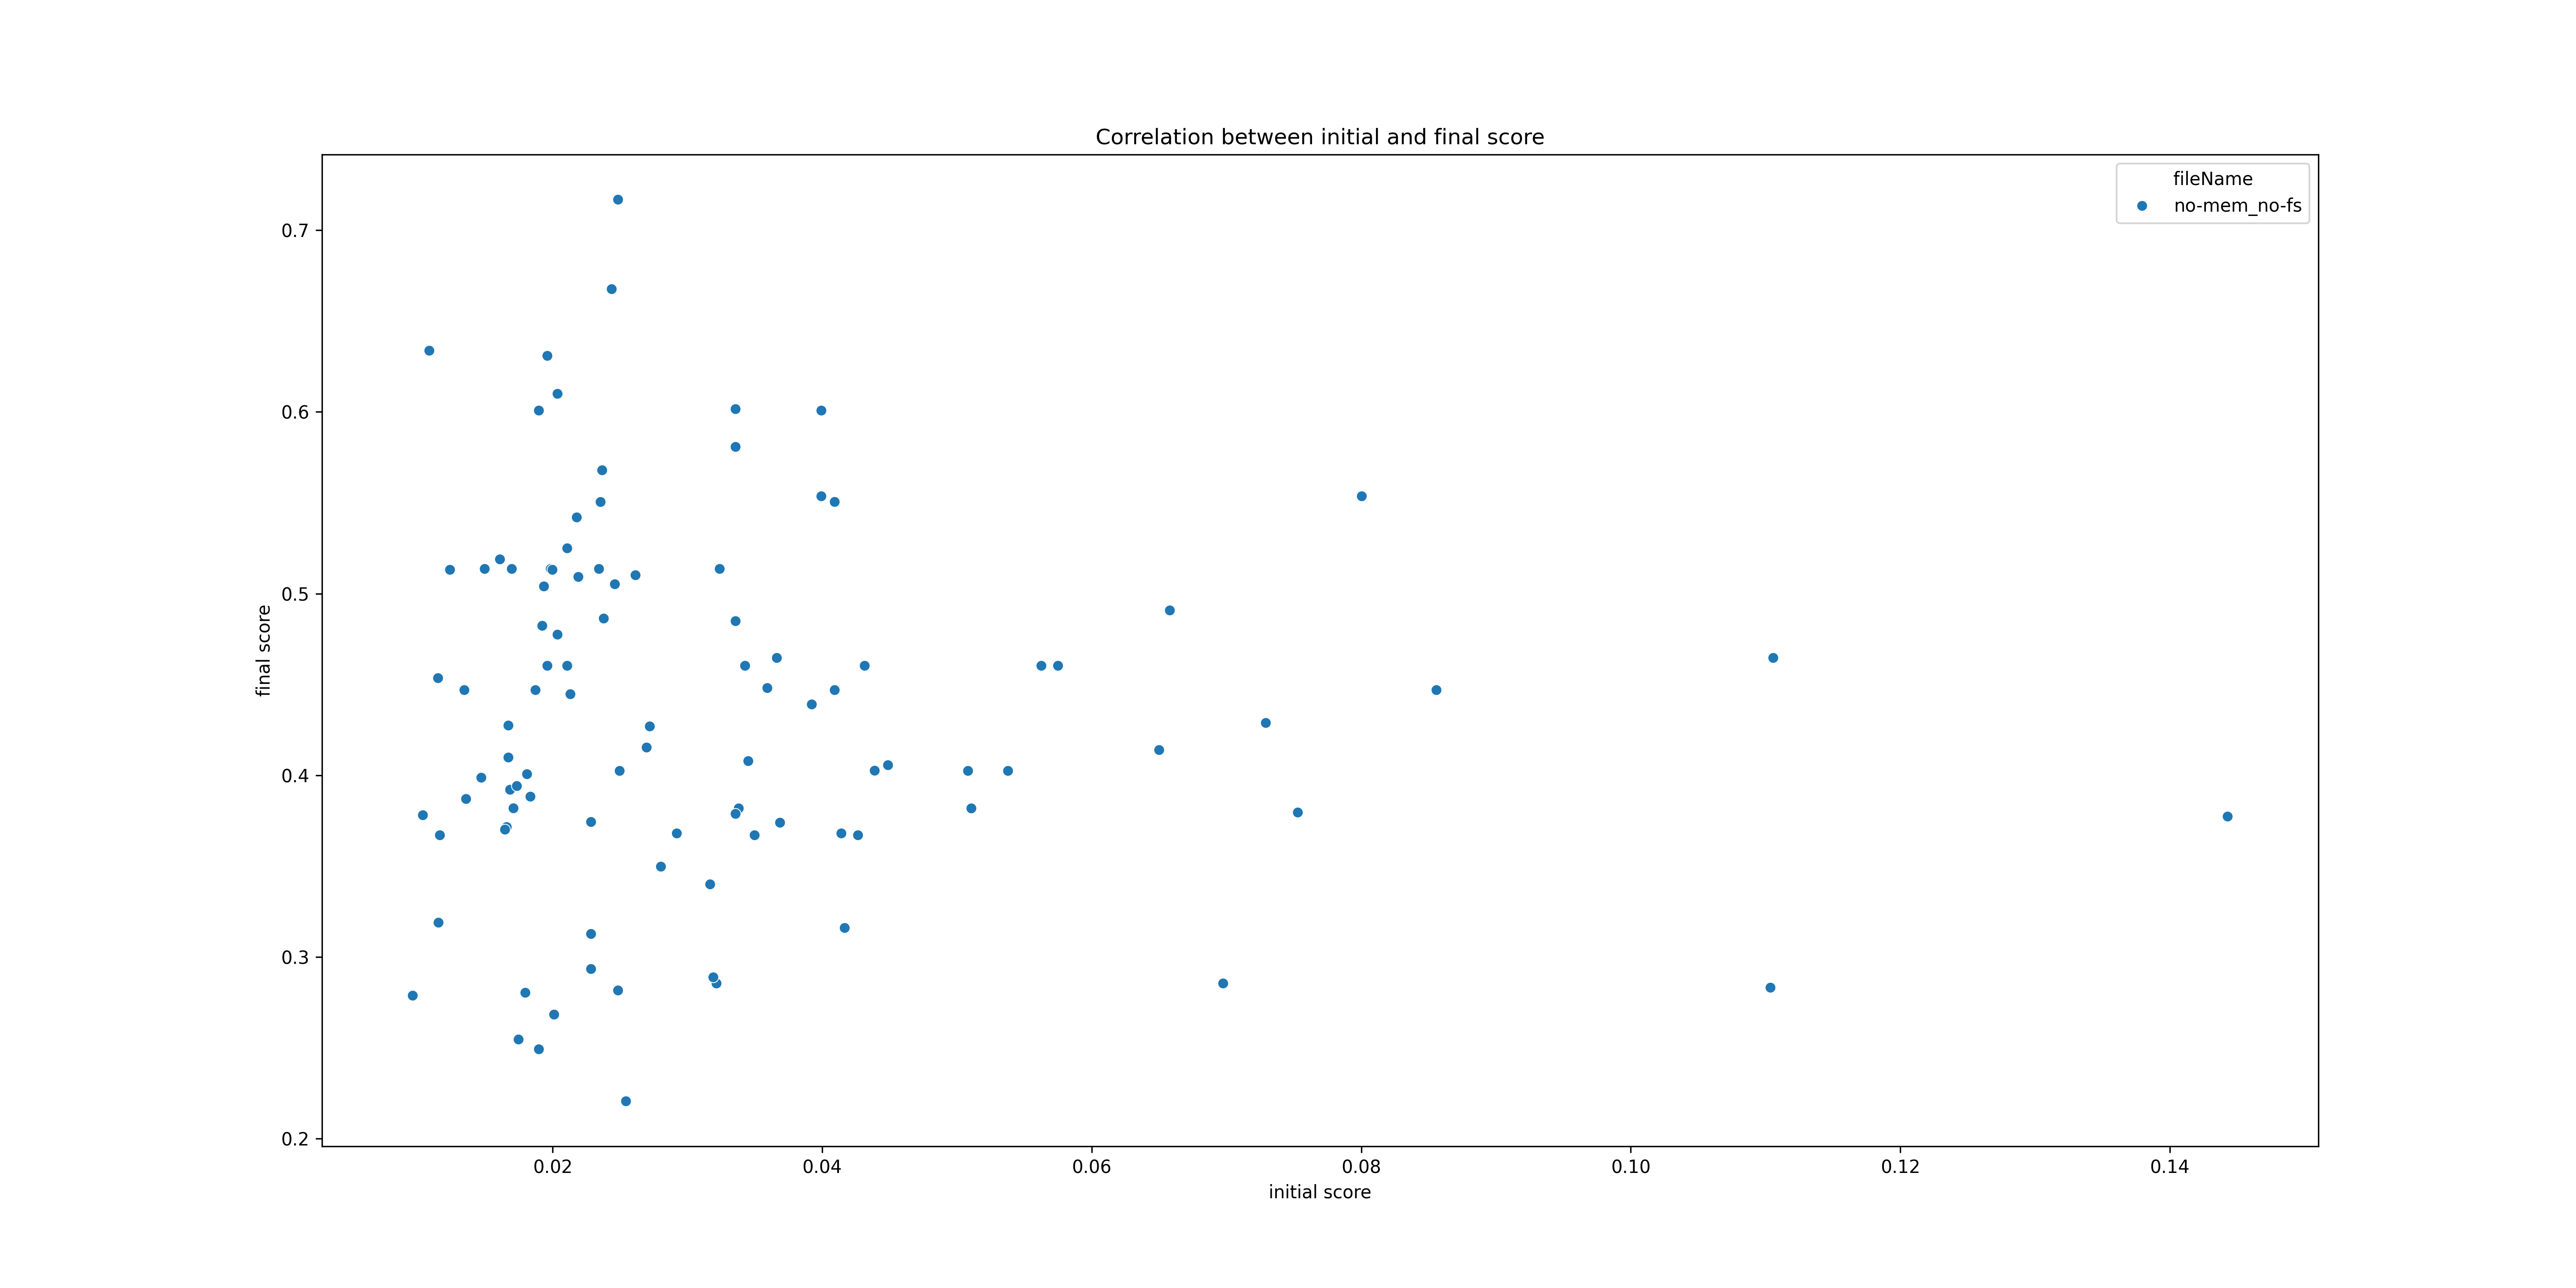 Correlation between initial and final score
fileName
no-mem_no-fs
0.7
0.6
0.5
0.4
0.3
0.2
final score
0.02 0.04 0.06 0.08 0.10 0.12 0.14
initial score